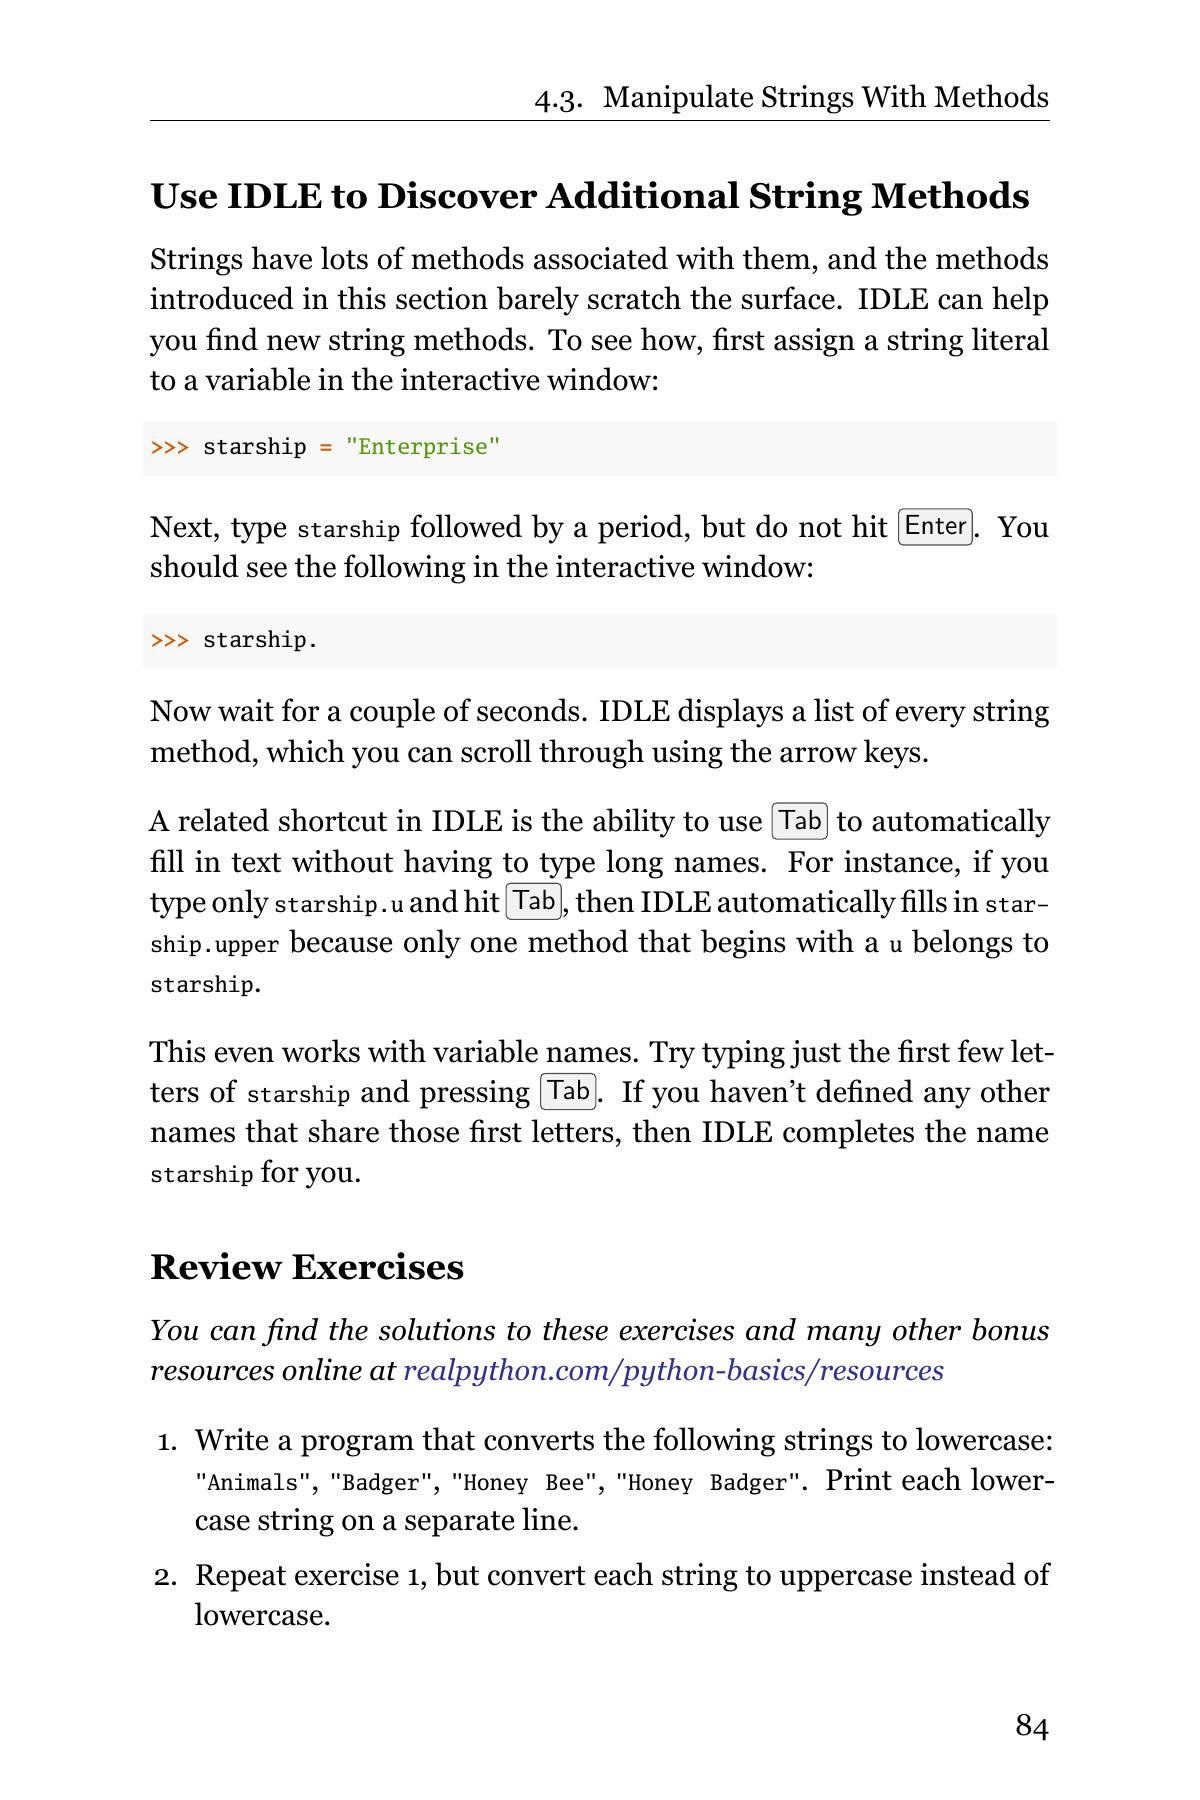 4.3. Manipulate Strings With Methods
Use IDLE to Discover Additional String Methods
Strings have lots of methods associated with them, and the methods
introduced in this section barely scratch the surface. IDLE can help
you find new string methods. To see how, first assign a string literal
to a variable in the interactive window:
>>> starship = "Enterprise"
Next, type starship followed by a period, but do not hit Enter. You
should see the following in the interactive window:
>>> starship.
Now wait for a couple of seconds. IDLE displays a list of every string
method, which you can scroll through using the arrow keys.
A related shortcut in IDLE is the ability to use Tab to automatically
fill in text without having to type long names. For instance, if you
type only starship.u and hit Tab, then IDLE automatically fills in star-
ship.upper because only one method that begins with a u belongs to
starship.
This even works with variable names. Try typing just the first few let-
ters of starship and pressing Tab. If you haven't defined any other
names that share those first letters, then IDLE completes the name
starship for you.
Review Exercises
You can find the solutions to these exercises and many other bonus
resources online at realpython.com/python-basics/resources
1. Write a program that converts the following strings to lowercase:
"Animals", "Badger", "Honey Bee", "Honey Badger". Print each lower-
case string on a separate line.
2. Repeat exercise 1, but convert each string to uppercase instead of
lowercase.
84